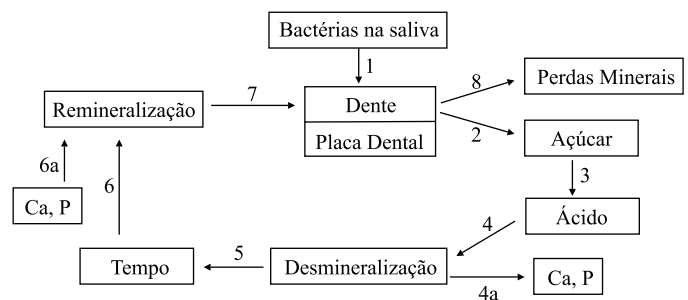 Bactérias na saliva
1
8
Perdas Minerais
7
Dente
Remineralização
2
Açúcar
Placa Dental
6a
6
3
Ca, P
4
Ácido
5
Tempo
Desmineralização
4a
Ca, P